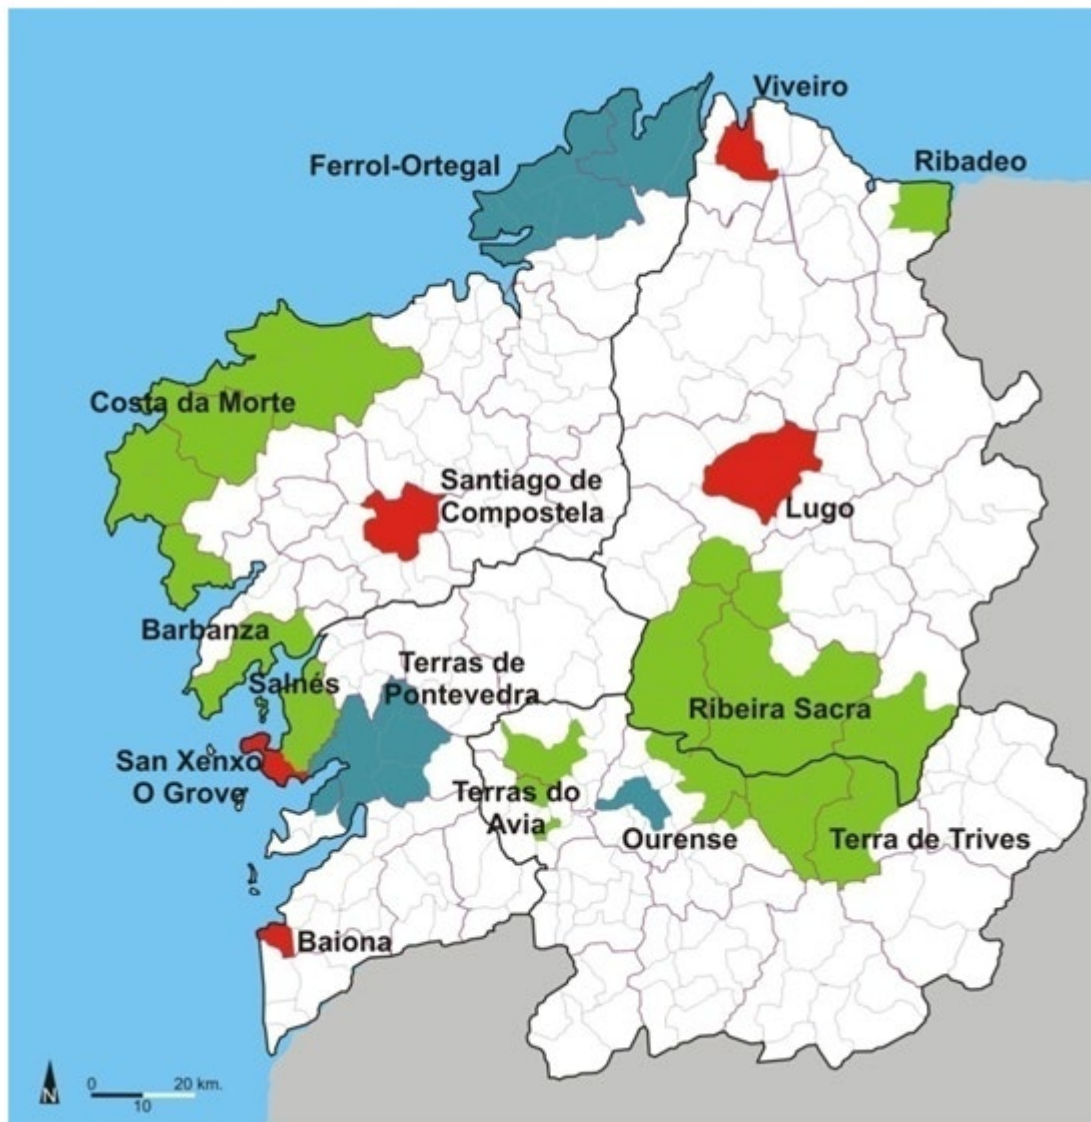 Viveiro
Ferrol-Ortegal
Ribadeo
Costa da Morte
Santiago de
Compostela
Lugo
Barbanza
Salnés
Terras de
Pontevedra
Ribeira Sacra
San Xenxo
O Grove
Terras do
Avia
Ourense
Terra de Trives
Baiona
N
0 20 km.
10